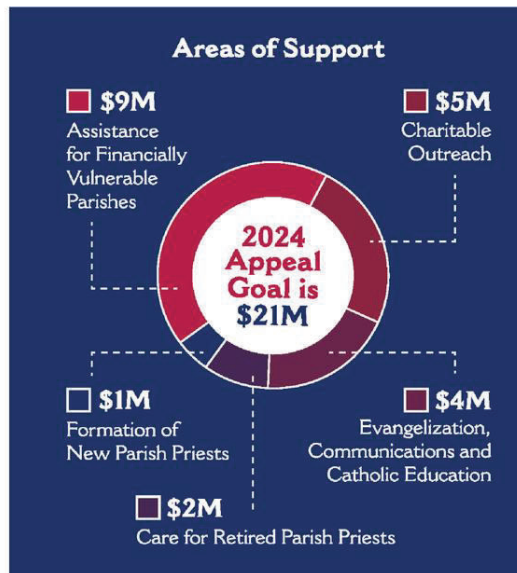 Areas of Support
$9M
Assistance
for Financially
Vulnerable
Parishes
$5M
Charitable
Outreach
2024
Appeal
Goal is
$21M
$1M
Formation of
New Parish Priests
$4M
Evangelization,
Communications and
Catholic Education
$2M
Care for Retired Parish Priests